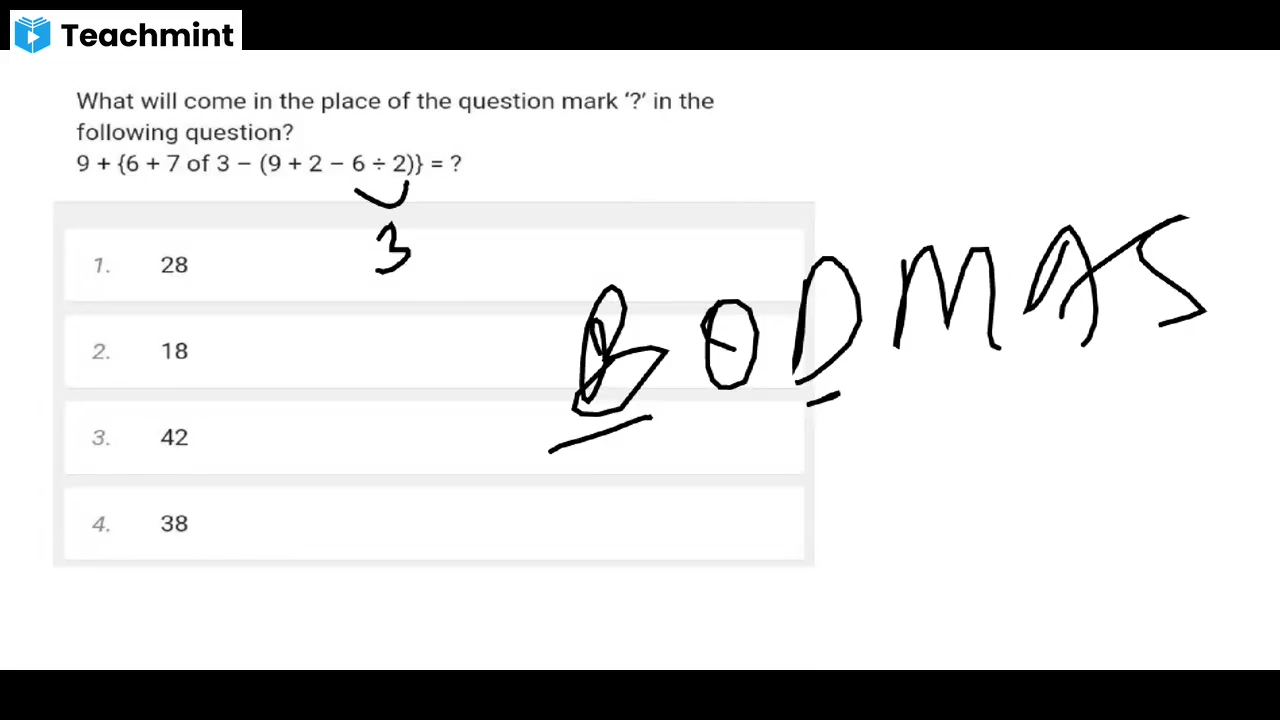 Teachmint
What will come in the place of the question mark ‘?’ in the
following question?
9 + {6 + 7 of 3 − (9 + 2 − 6 ÷ 2)} = ?
3
1. 28
2. 18
3. 42
4. 38
BODMAS